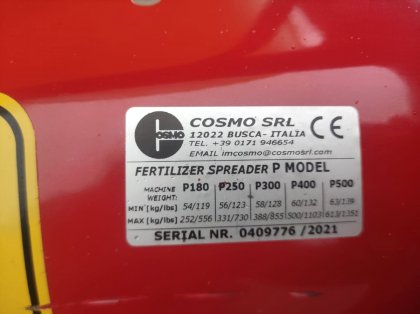 COSMO
COSMO SRL
12022 BUSCA- ITALIA
TEL. +39 0171 946654
EMAIL imcosmo@cosmosrl.com
CE
FERTILIZER SPREADER P MODEL
MACHINE WEIGHT: P180 P250 P300 P400 P500
MIN [kg/lbs] 54/119 56/123 58/128 60/132 63/139
MAX [kg/lbs] 252/556 331/730 388/855 500/1103 613/1351
SERIAL NR. 0409776 /2021